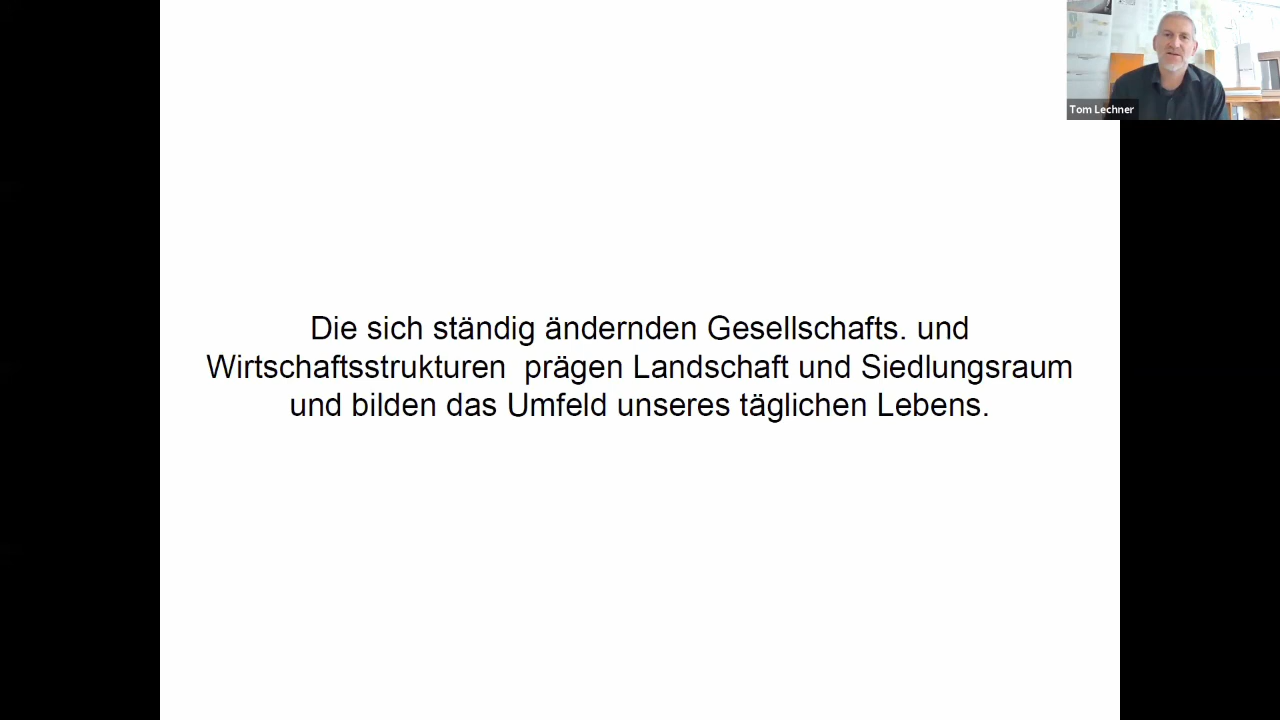 Die sich ständig ändernden Gesellschafts. und
Wirtschaftsstrukturen  prägen Landschaft und Siedlungsraum
und bilden das Umfeld unseres täglichen Lebens.
Tom Lechner